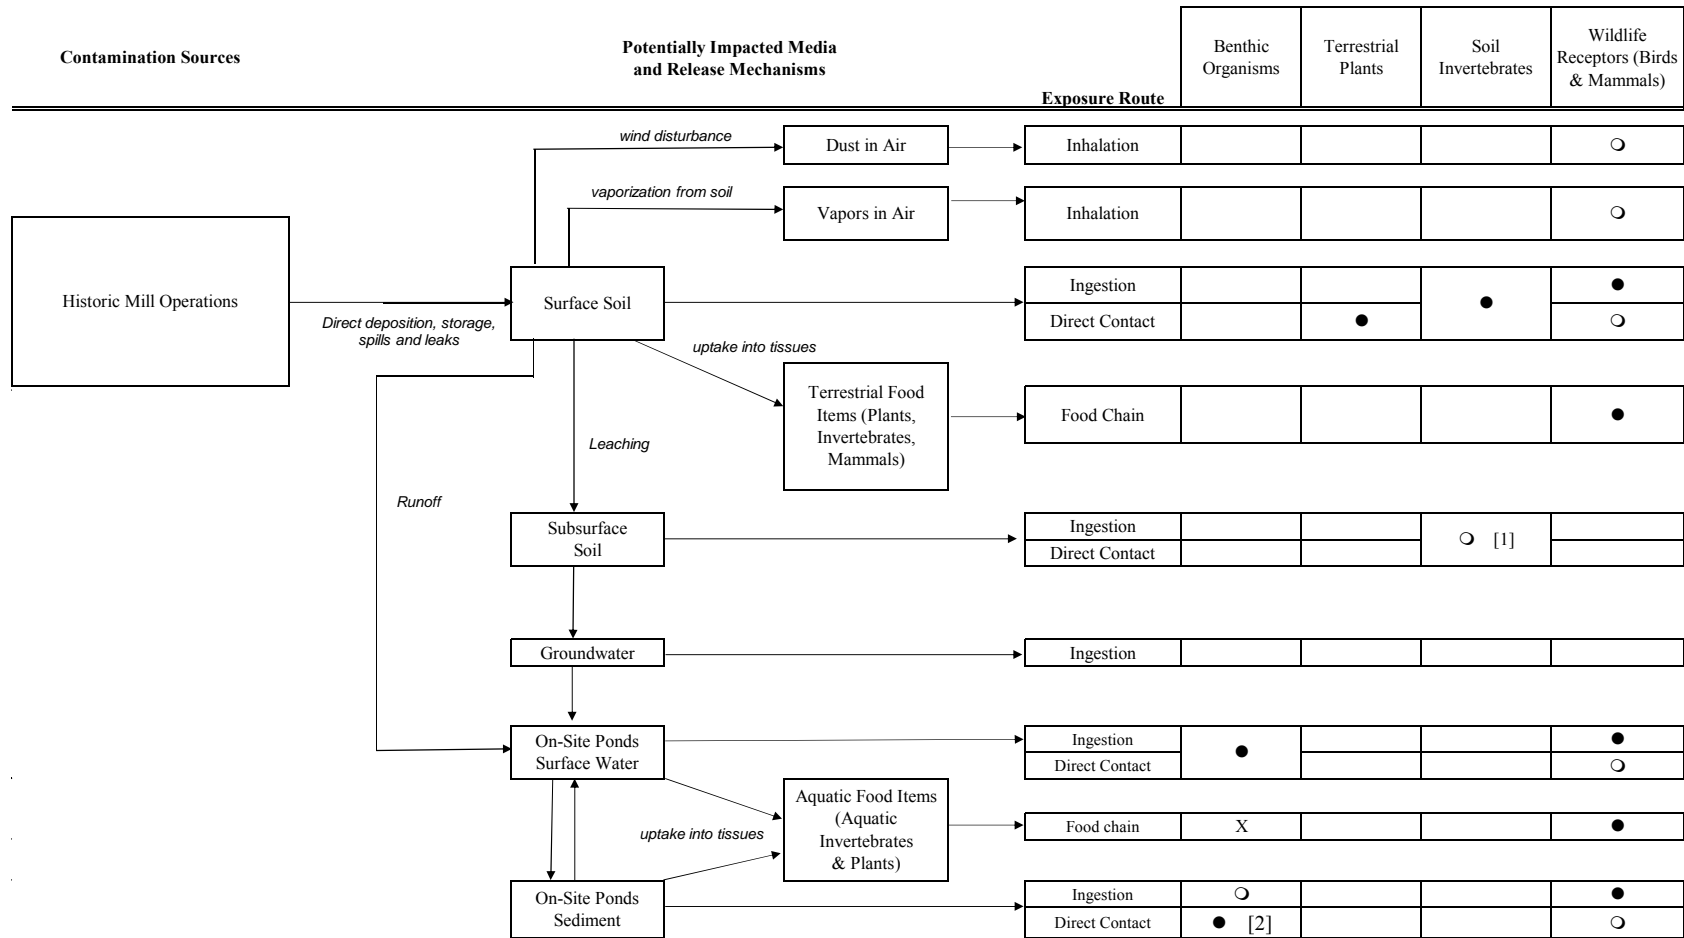 Contamination Sources
Potentially Impacted Media
and Release Mechanisms
Exposure Route
Benthic
Organisms
Terrestrial
Plants
Soil
Invertebrates
Wildlife
Receptors (Birds
& Mammals)
wind disturbance
Dust in Air
Inhalation
vaporization from soil
Vapors in Air
Inhalation
Historic Mill Operations
Direct deposition, storage,
spills and leaks
Surface Soil
Ingestion
Direct Contact
uptake into tissues
Terrestrial Food
Items (Plants,
Invertebrates,
Mammals)
Food Chain
Leaching
Runoff
Subsurface
Soil
Ingestion
Direct Contact
[1]
Groundwater
Ingestion
On-Site Ponds
Surface Water
Ingestion
Direct Contact
uptake into tissues
Aquatic Food Items
(Aquatic
Invertebrates
& Plants)
Food chain
X
On-Site Ponds
Sediment
Ingestion
Direct Contact
[2]